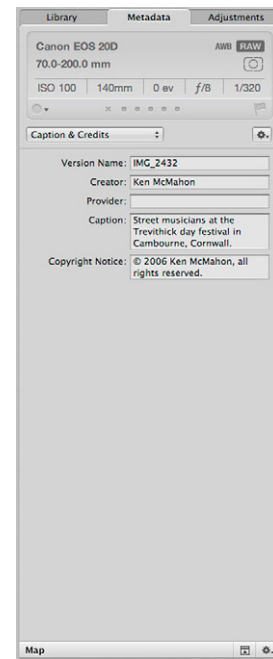 Library Metadata Adjustments
Canon EOS 20D AWB RAW
70.0-200.0 mm
ISO 100 140mm 0 ev ƒ/8 1/320
Caption & Credits
Version Name: IMG_2432
Creator: Ken McMahon
Provider:
Caption: Street musicians at the
Trevithick day festival in
Cambourne, Cornwall.
Copyright Notice: © 2006 Ken McMahon, all
rights reserved.
Map